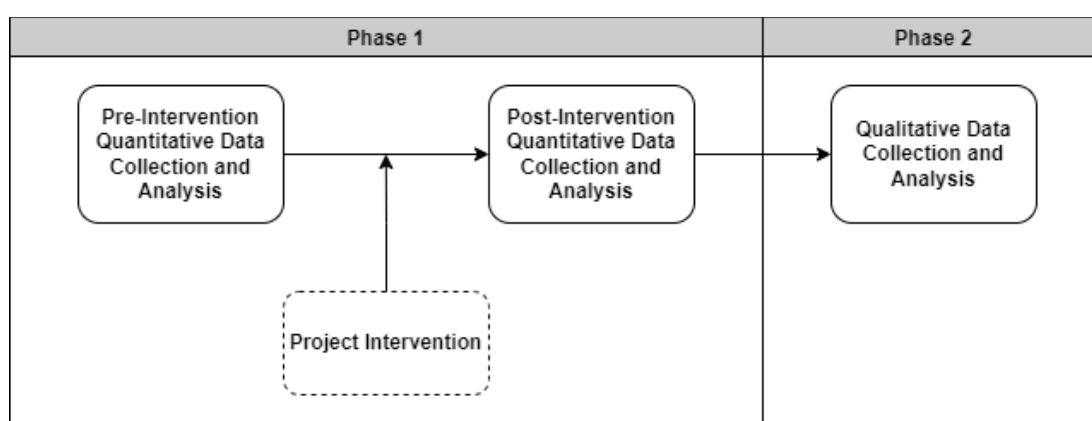 Phase 1
Phase 2
Pre-Intervention
Quantitative Data
Collection and
Analysis
Post-Intervention
Quantitative Data
Collection and
Analysis
Qualitative Data
Collection and
Analysis
Project Intervention